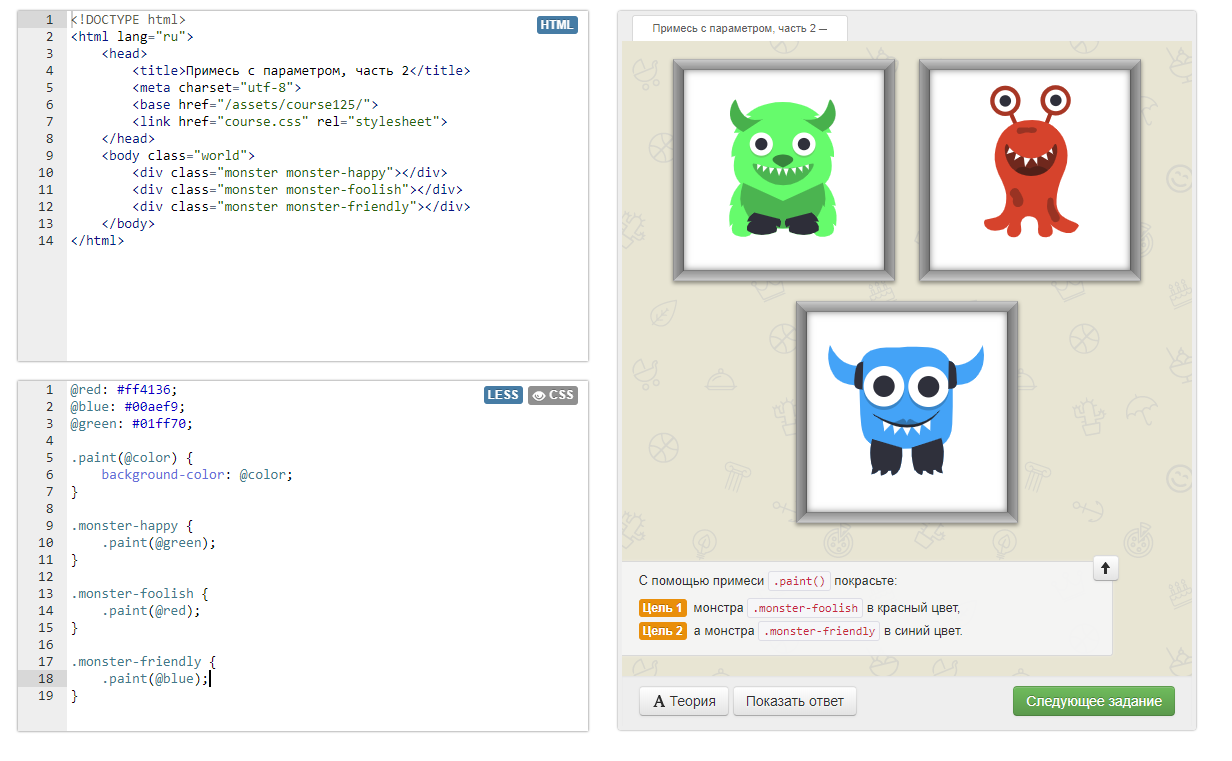 1 <!DOCTYPE html>
2 <html lang="ru">
3     <head>
4         <title>Примесь с параметром, часть 2</title>
5         <meta charset="utf-8">
6         <base href="/assets/course125/">
7         <link href="course.css" rel="stylesheet">
8     </head>
9     <body class="world">
10         <div class="monster monster-happy"></div>
11         <div class="monster monster-foolish"></div>
12         <div class="monster monster-friendly"></div>
13     </body>
14 </html>
HTML
1 @red: #ff4136;
2 @blue: #00aef9;
3 @green: #01ff70;
4
5 .paint(@color) {
6     background-color: @color;
7 }
8
9 .monster-happy {
10     .paint(@green);
11 }
12
13 .monster-foolish {
14     .paint(@red);
15 }
16
17 .monster-friendly {
18     .paint(@blue);
19 }
LESS CSS
Примесь с параметром, часть 2 —
С помощью примеси .paint() покрасьте:
Цель 1 монстра .monster-foolish в красный цвет,
Цель 2 а монстра .monster-friendly в синий цвет.
A Теория Показать ответ Следующее задание